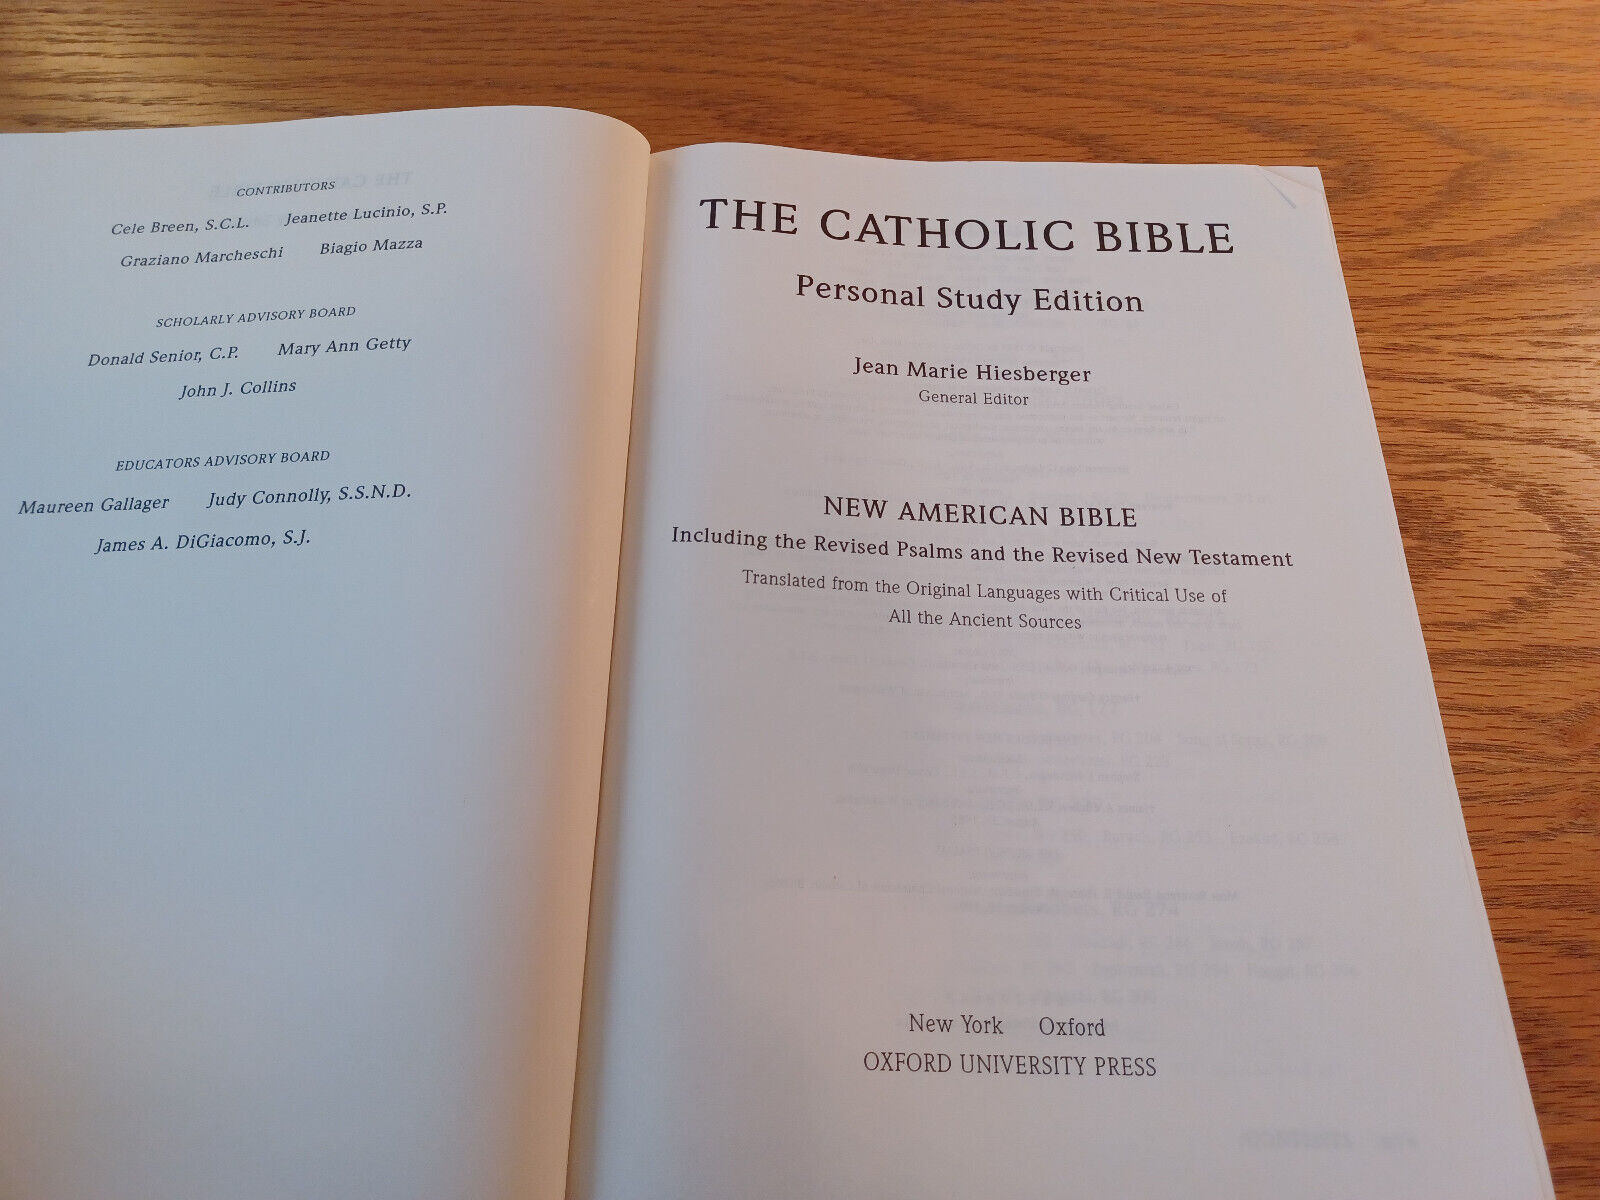 CONTRIBUTORS
Cele Breen, S.C.L. Jeanette Lucinio, S.P.
Graziano Marcheschi Biagio Mazza
SCHOLARLY ADVISORY BOARD
Donald Senior, C.P. Mary Ann Getty
John J. Collins
EDUCATORS ADVISORY BOARD
Maureen Gallager Judy Connolly, S.S.N.D.
James A. DiGiacomo, S.J.
THE CATHOLIC BIBLE
Personal Study Edition
Jean Marie Hiesberger
General Editor
NEW AMERICAN BIBLE
Including the Revised Psalms and the Revised New Testament
Translated from the Original Languages with Critical Use of
All the Ancient Sources
New York Oxford
OXFORD UNIVERSITY PRESS